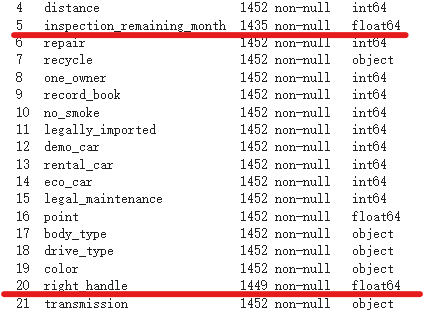 4 distance 1452 non-null int64
5 inspection_remaining_month 1435 non-null float64
6 repair 1452 non-null int64
7 recycle 1452 non-null object
8 one_owner 1452 non-null int64
9 record_book 1452 non-null int64
10 no_smoke 1452 non-null int64
11 legally_imported 1452 non-null int64
12 demo_car 1452 non-null int64
13 rental_car 1452 non-null int64
14 eco_car 1452 non-null int64
15 legal_maintenance 1452 non-null int64
16 point 1452 non-null float64
17 body_type 1452 non-null object
18 drive_type 1452 non-null object
19 color 1452 non-null object
20 right_handle 1449 non-null float64
21 transmission 1452 non-null object